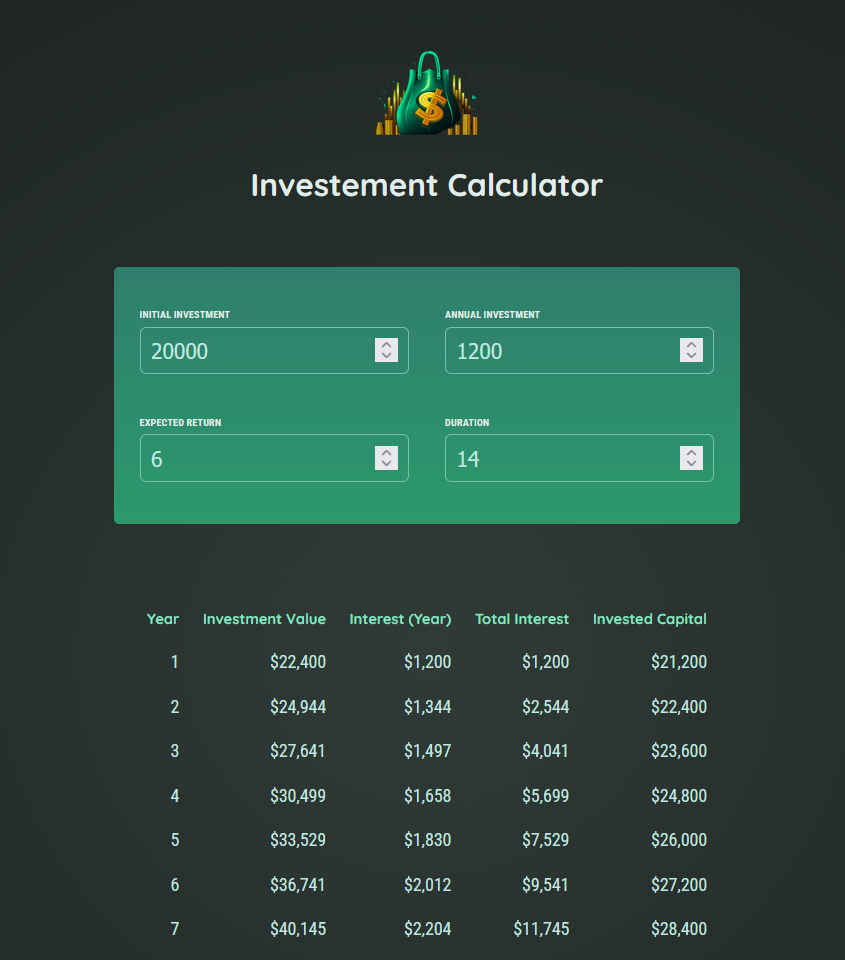 $
Investement Calculator
INITIAL INVESTMENT ANNUAL INVESTMENT
20000 1200
EXPECTED RETURN DURATION
6 14
Year Investment Value Interest (Year) Total Interest Invested Capital
1 $22,400 $1,200 $1,200 $21,200
2 $24,944 $1,344 $2,544 $22,400
3 $27,641 $1,497 $4,041 $23,600
4 $30,499 $1,658 $5,699 $24,800
5 $33,529 $1,830 $7,529 $26,000
6 $36,741 $2,012 $9,541 $27,200
7 $40,145 $2,204 $11,745 $28,400